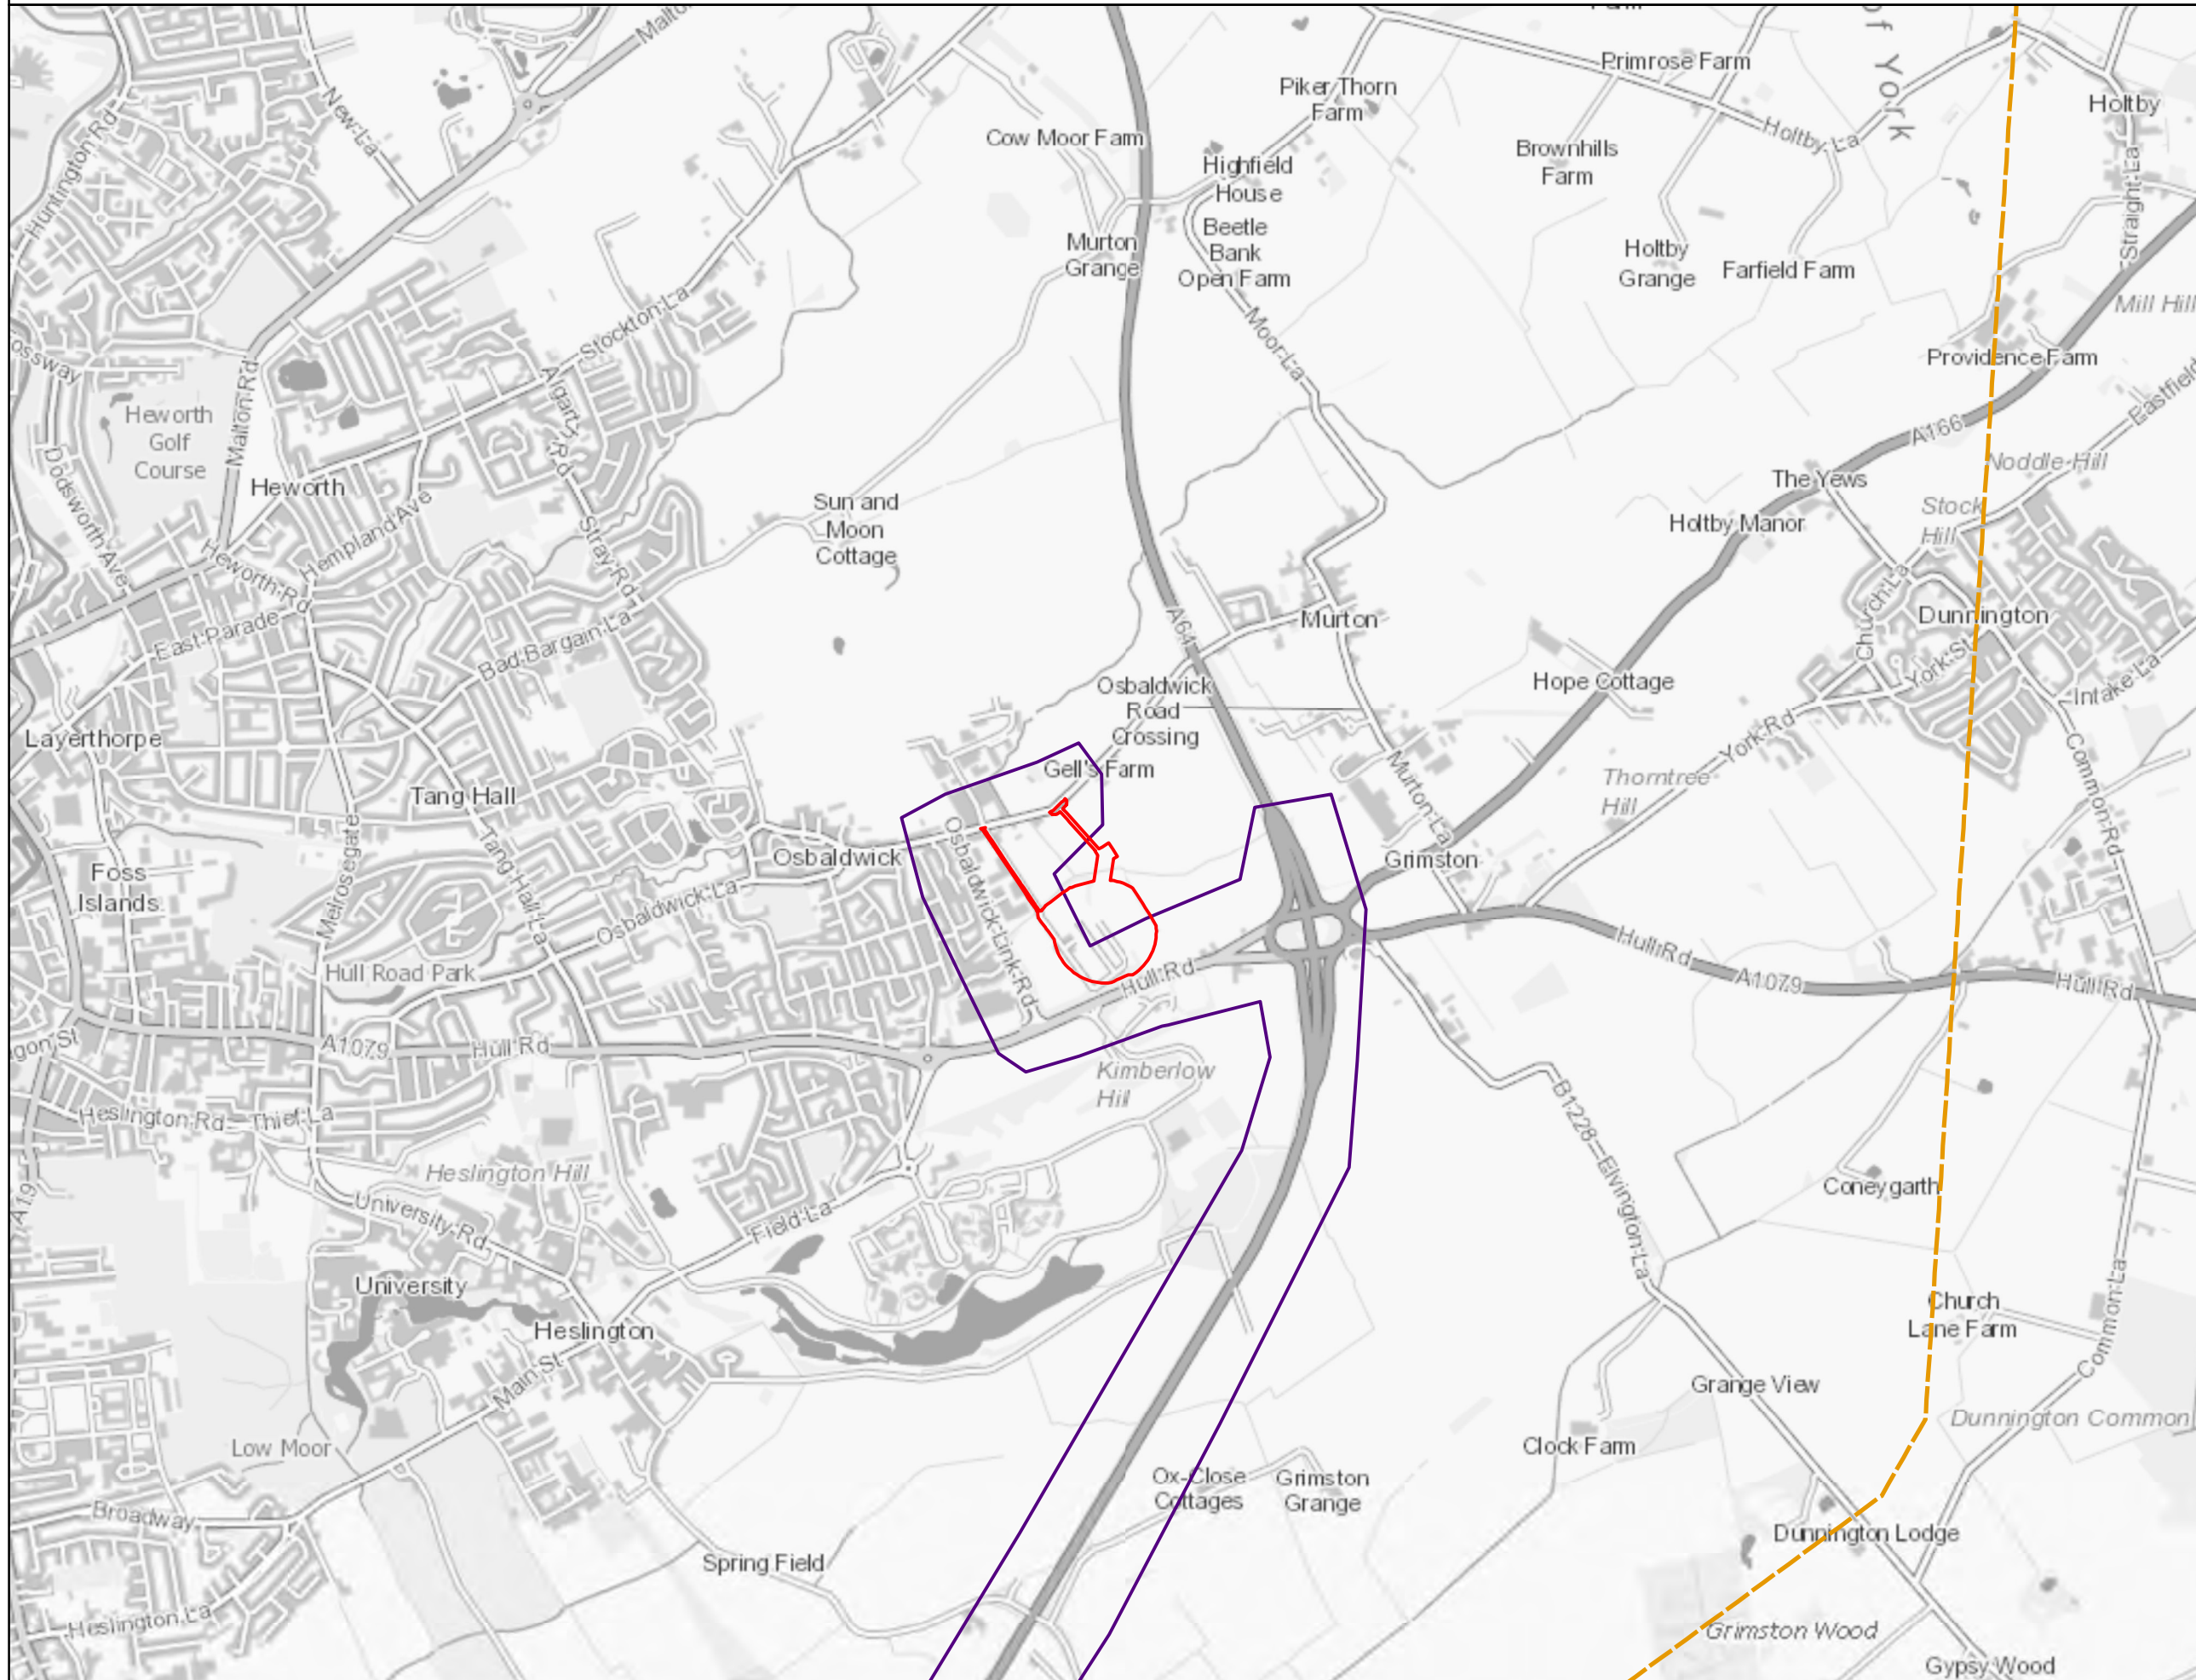 Malto
of York
Primrose Farm
Piker Thorn
Farm
New La
Holtby
Huntington Rd
Cow Moor Farm
Holtby La
Brownhills
Farm
Highfield
House
Straight La
Beetle
Bank
Open Farm
Murton
Grange
Holtby
Grange
Farfield Farm
Mill Hill
Stockton La
Moor La
ossway
Providence Farm
Malton Rd
Algarth Rd
Eastfield
Heworth
Golf
Course
A166
Dodsworth Ave
Noddle Hill
Heworth
The Yews
Sun and
Moon
Cottage
Stock
Hill
Hempland Ave
Holtby Manor
Stray Rd
Heworth Rd
Church La
East Parade
Murton
Dunnington
A64
Bad Bargain La
York St
Osbaldwick
Road
Crossing
Hope Cottage
Intake La
Layerthorpe
York Rd
Gell's Farm
Murton La
Thorntree
Hill
Common Rd
Tang Hall
Melrosegate
Tang Hall La
Osbaldwick
Osbaldwick Link Rd
Grimston
Foss
Islands
Osbaldwick La
Hull Rd
Hull Road Park
Hull Rd
A1079
Hull Rd
gon St
A1079
Hull Rd
Kimberlow
Hill
Heslington Rd
Thief La
B1228
Elvington La
Heslington Hill
Coneygarth
A19
University Rd
Field La
University
Common La
Church
Lane Farm
Heslington
Main St
Grange View
Dunnington Common
Low Moor
Clock Farm
Ox-Close
Cottages
Grimston
Grange
Broadway
Dunnington Lodge
Spring Field
Heslington La
Grimston Wood
Gypsy Wood